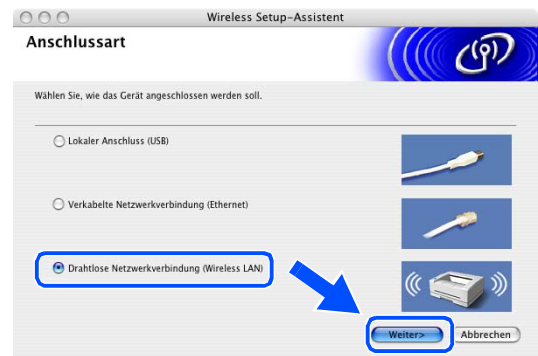 Wireless Setup-Assistent
Anschlussart
Wählen Sie, wie das Gerät angeschlossen werden soll.
Lokaler Anschluss (USB)
Verkabelte Netzwerkverbindung (Ethernet)
Drahtlose Netzwerkverbindung (Wireless LAN)
Weiter>
Abbrechen